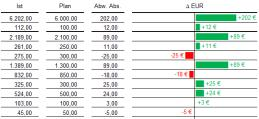 Ist Plan Abw. Abs. Δ EUR
6.202,00 6.000,00 202,00 +202 €
112,00 100,00 12,00 +12 €
2.189,00 2.100,00 89,00 +89 €
261,00 250,00 11,00 +11 €
275,00 300,00 -25,00 -25 €
1.389,00 1.300,00 89,00 +89 €
832,00 850,00 -18,00 -18 €
325,00 300,00 25,00 +25 €
524,00 500,00 24,00 +24 €
103,00 100,00 3,00 +3 €
45,00 50,00 -5,00 -5 €